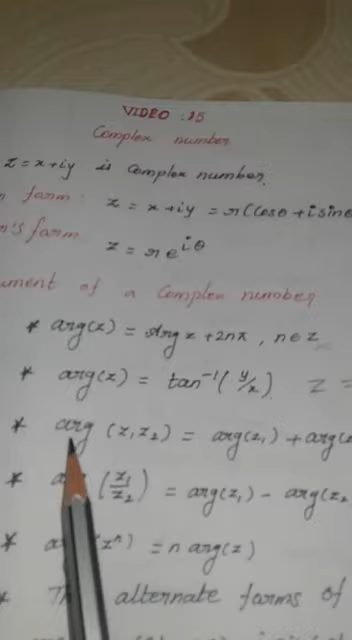 VIDEO : 15
Complex number
z = x+iy is complex number.
form : z = x+iy = r(cosθ + isinθ
form z = re^iθ
ument of a complex number
* arg(z) = Arg z + 2nπ, n∈z
* arg(z) = tan⁻¹(y/x) z =
* arg (z₁z₂) = arg(z₁) + arg(z
* (z₁/z₂) = arg(z₁) - arg(z₂
* (zⁿ) = n arg(z)
* alternate forms of